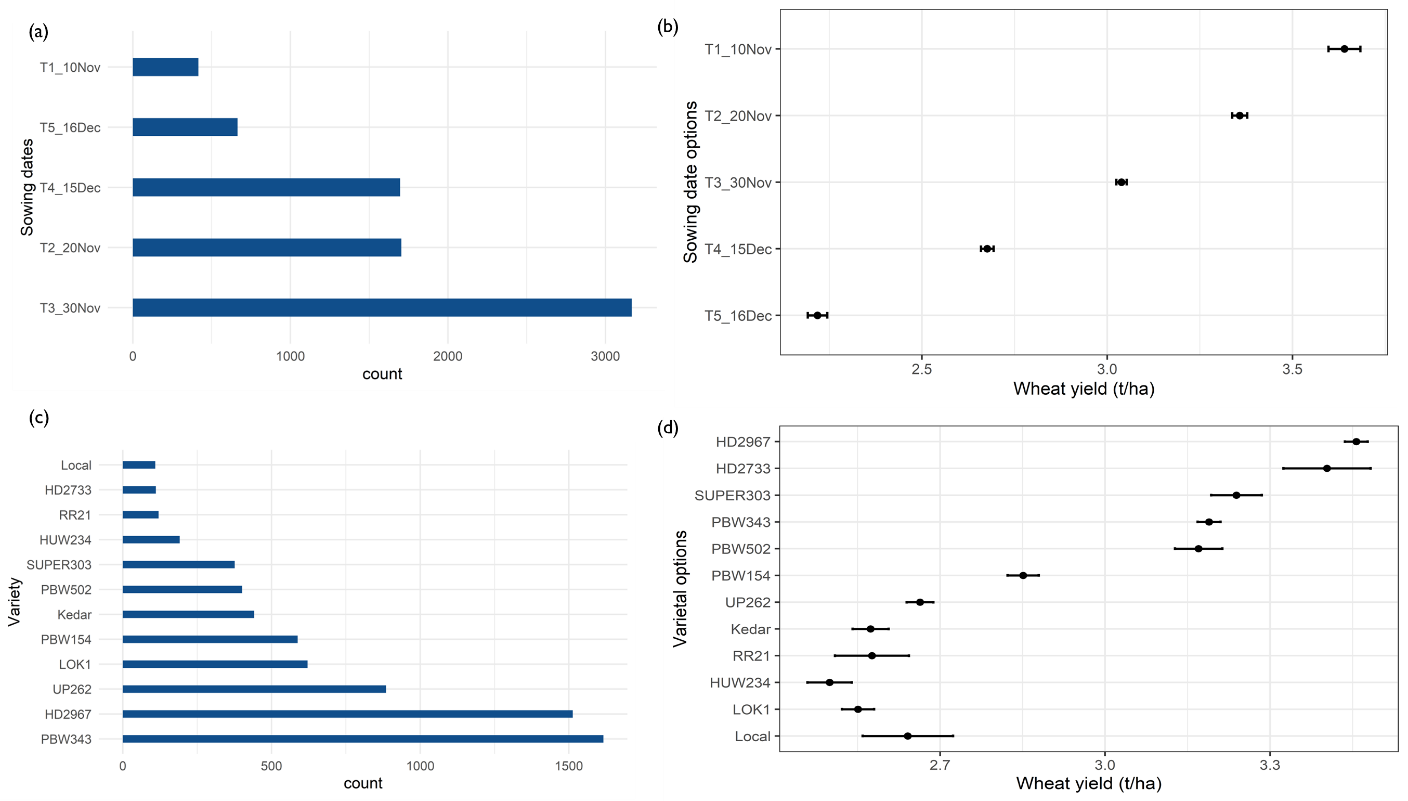 (a)
Sowing dates
T1_10Nov
T5_16Dec
T4_15Dec
T2_20Nov
T3_30Nov
0 1000 2000 3000
count
(b)
Sowing date options
T1_10Nov
T2_20Nov
T3_30Nov
T4_15Dec
T5_16Dec
2.5 3.0 3.5
Wheat yield (t/ha)
(c)
Variety
Local
HD2733
RR21
HUW234
SUPER303
PBW502
Kedar
PBW154
LOK1
UP262
HD2967
PBW343
0 500 1000 1500
count
(d)
Varietal options
HD2967
HD2733
SUPER303
PBW343
PBW502
PBW154
UP262
Kedar
RR21
HUW234
LOK1
Local
2.7 3.0 3.3
Wheat yield (t/ha)